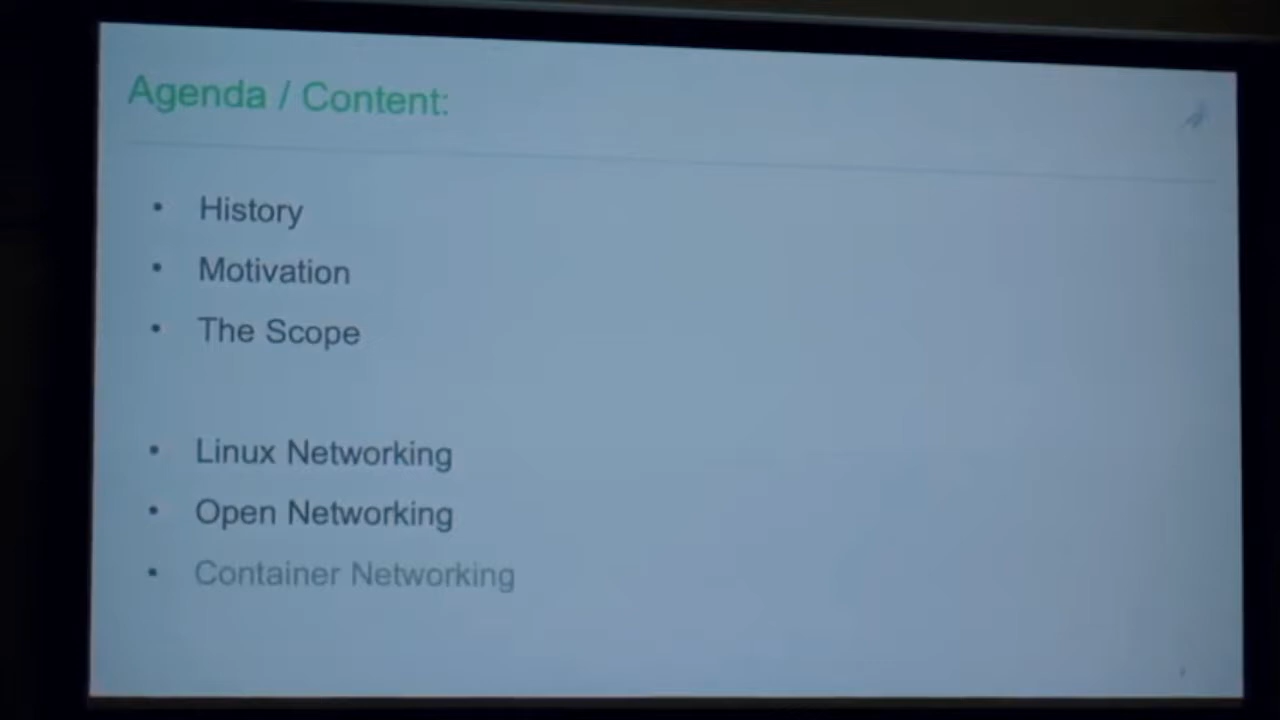 Agenda / Content:
• History
• Motivation
• The Scope
• Linux Networking
• Open Networking
• Container Networking